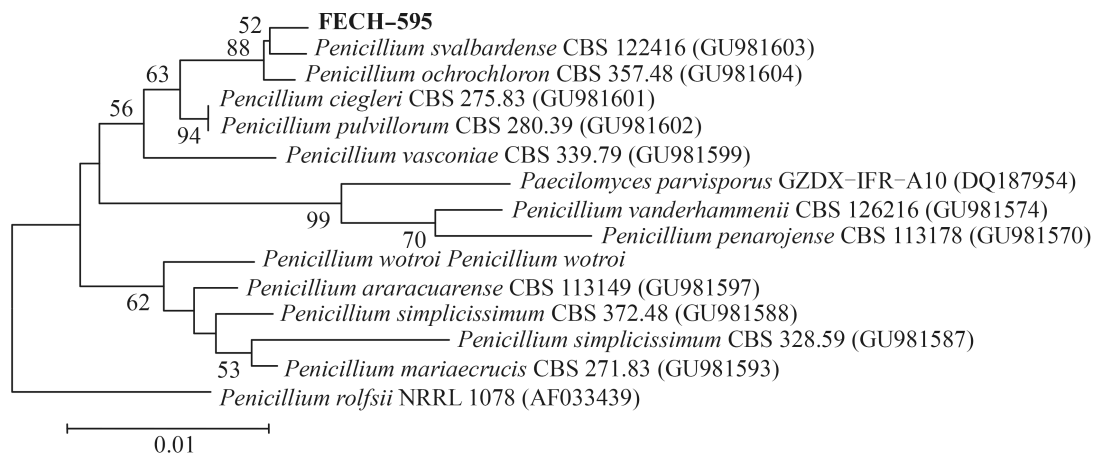 52 FECH−595
88 Penicillium svalbardense CBS 122416 (GU981603)
63 Penicillium ochrochloron CBS 357.48 (GU981604)
Pencillium ciegleri CBS 275.83 (GU981601)
56
94 Penicillium pulvillorum CBS 280.39 (GU981602)
Penicillium vasconiae CBS 339.79 (GU981599)
Paecilomyces parvisporus GZDX−IFR−A10 (DQ187954)
99 Penicillium vanderhammenii CBS 126216 (GU981574)
70 Penicillium penarojense CBS 113178 (GU981570)
Penicillium wotroi Penicillium wotroi
Penicillium araracuarense CBS 113149 (GU981597)
62
Penicillium simplicissimum CBS 372.48 (GU981588)
Penicillium simplicissimum CBS 328.59 (GU981587)
53 Penicillium mariaecrucis CBS 271.83 (GU981593)
Penicillium rolfsii NRRL 1078 (AF033439)
0.01